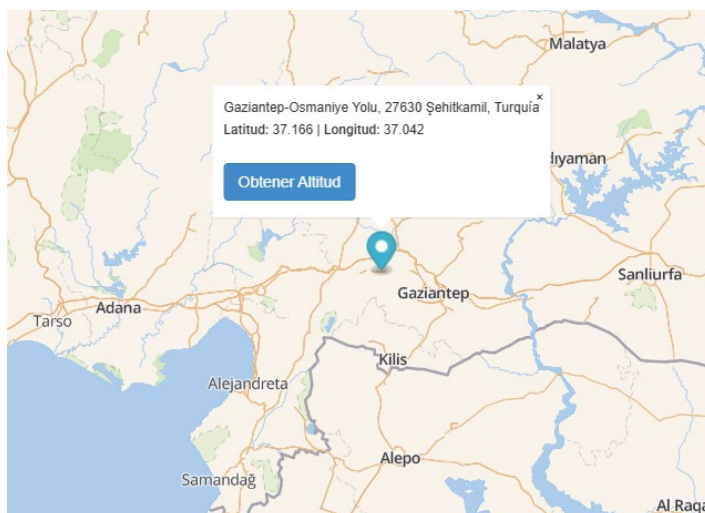 Malatya
×
Gaziantep-Osmaniye Yolu, 27630 Şehitkamil, Turquía
Latitud: 37.166 | Longitud: 37.042
dıyaman
Obtener Altitud
Sanliurfa
Gaziantep
Adana
Tarso
Kilis
Alejandreta
Alepo
Samandağ
Al Raqa